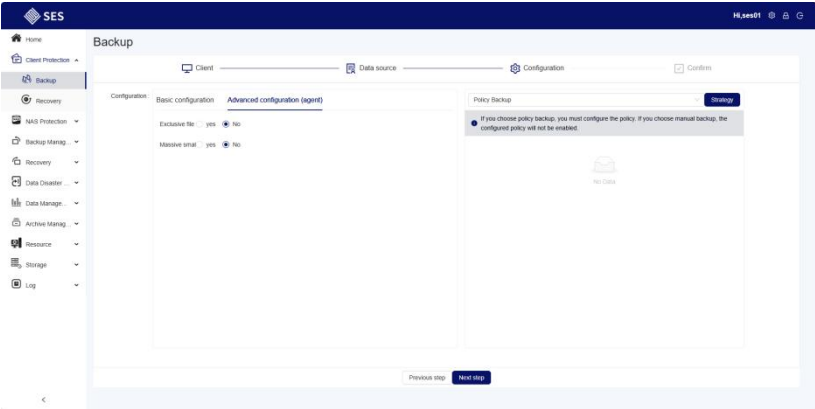 SES
Hi,ses01
Home
Client Protection
Backup
Recovery
NAS Protection
Backup Manag...
Recovery
Data Disaster ...
Data Manage...
Archive Manag...
Resource
Storage
Log
Backup
Client
Data source
Configuration
Confirm
Configuration :
Basic configuration
Advanced configuration (agent)
Exclusive file yes No
Massive smal yes No
Policy Backup
Strategy
If you choose policy backup, you must configure the policy. If you choose manual backup, the
configured policy will not be enabled.
No Data
Previous step
Next step